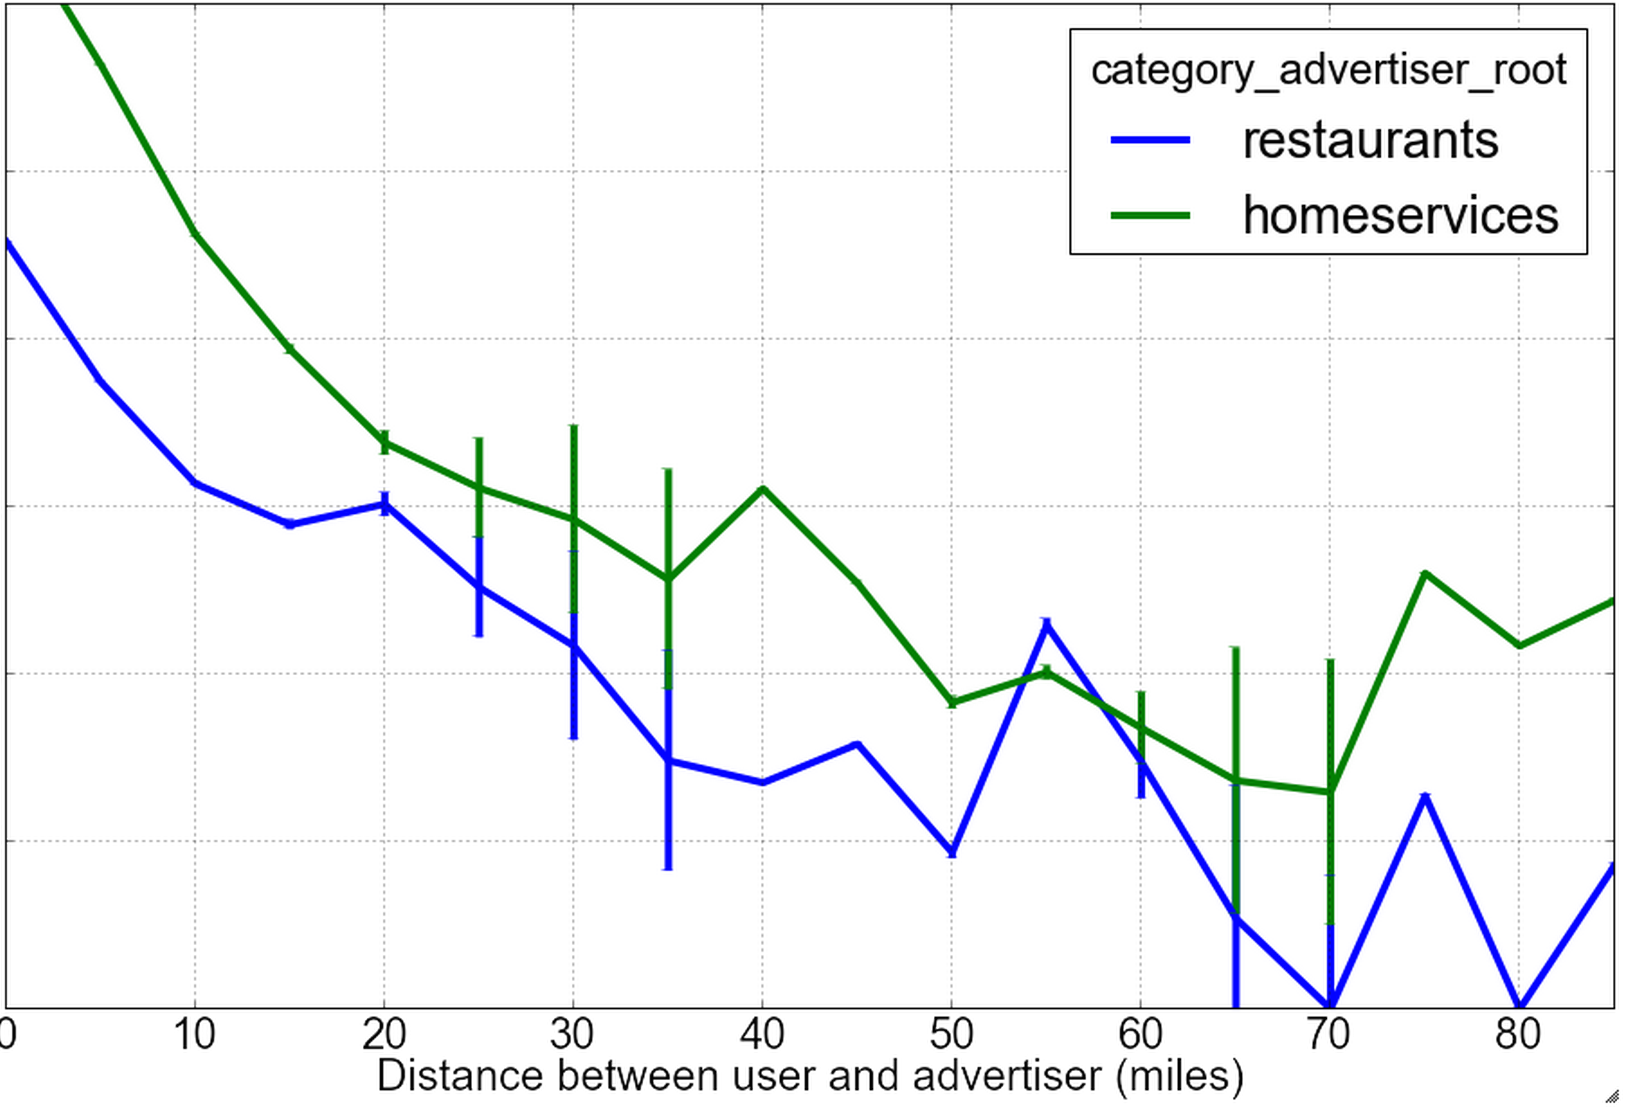 category_advertiser_root
restaurants
homeservices
0 10 20 30 40 50 60 70 80
Distance between user and advertiser (miles)